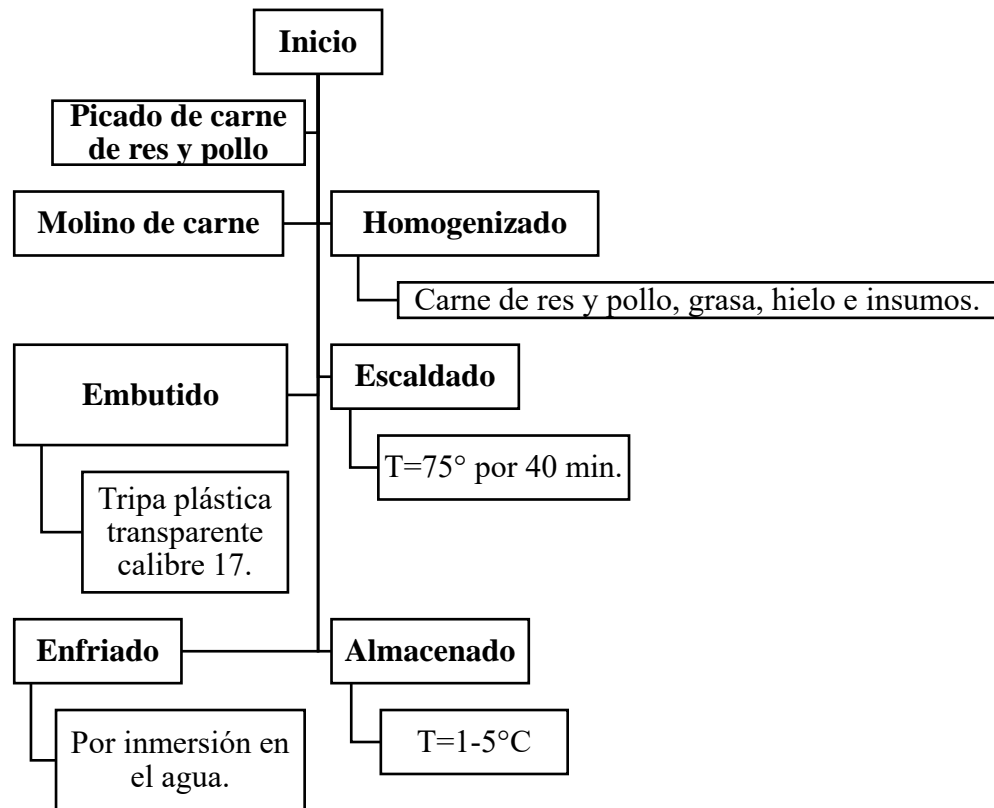 Inicio
Picado de carne
de res y pollo
Molino de carne
Homogenizado
Carne de res y pollo, grasa, hielo e insumos.
Embutido
Tripa plástica
transparente
calibre 17.
Escaldado
T=75° por 40 min.
Enfriado
Por inmersión en
el agua.
Almacenado
T=1-5°C